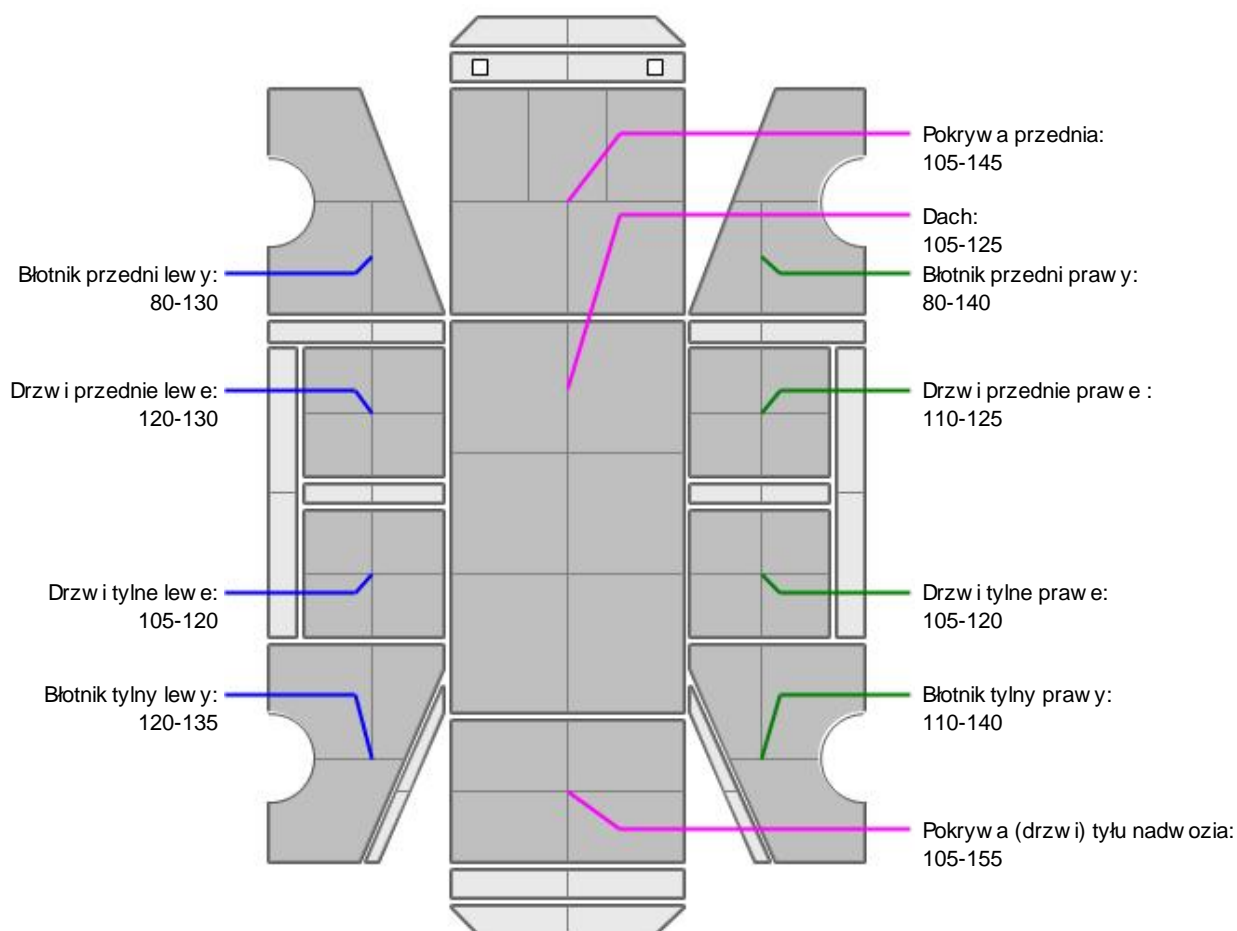 Pokrywa przednia:
105-145
Dach:
105-125
Błotnik przedni lewy:
80-130
Błotnik przedni prawy:
80-140
Drzwi przednie lewe:
120-130
Drzwi przednie prawe :
110-125
Drzwi tylne lewe:
105-120
Drzwi tylne prawe:
105-120
Błotnik tylny lewy:
120-135
Błotnik tylny prawy:
110-140
Pokrywa (drzwi) tyłu nadwozia:
105-155